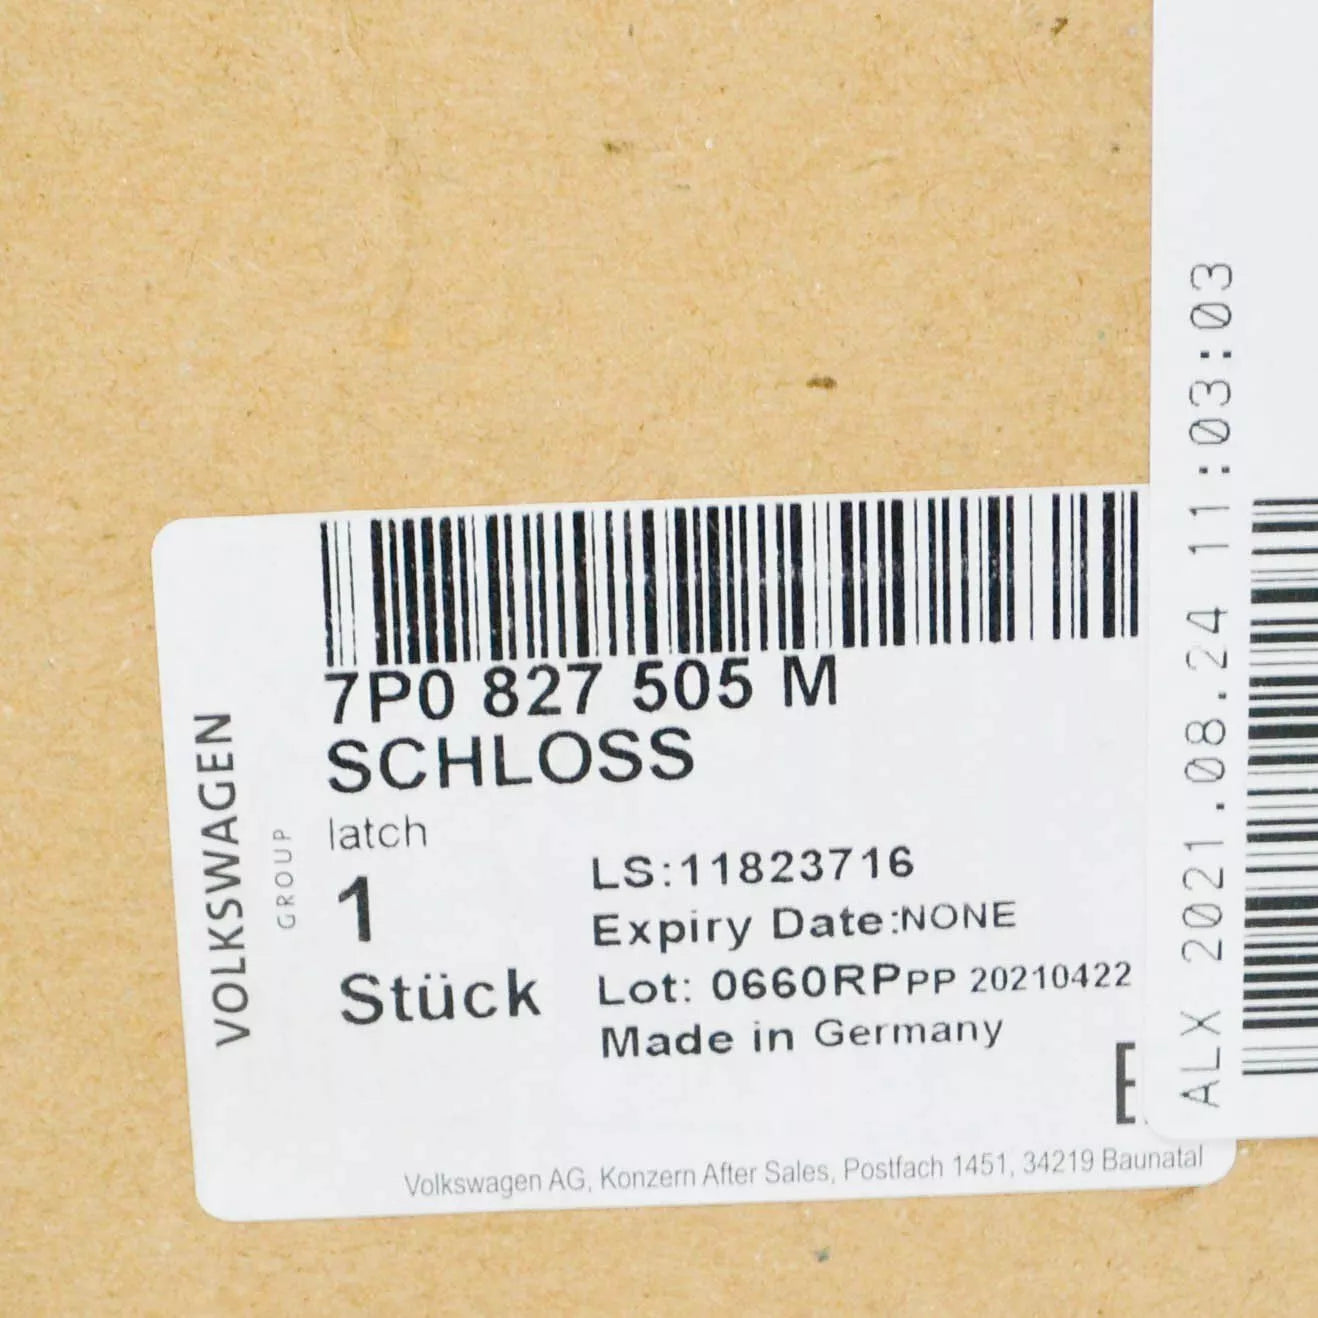 7P0 827 505 M
SCHLOSS
latch
1
Stück
LS:11823716
Expiry Date:NONE
Lot: 0660RPPP 20210422
Made in Germany
Volkswagen AG, Konzern After Sales, Postfach 1451, 34219 Baunatal
VOLKSWAGEN
GROUP
ALX 2021.08.24 11:03:03